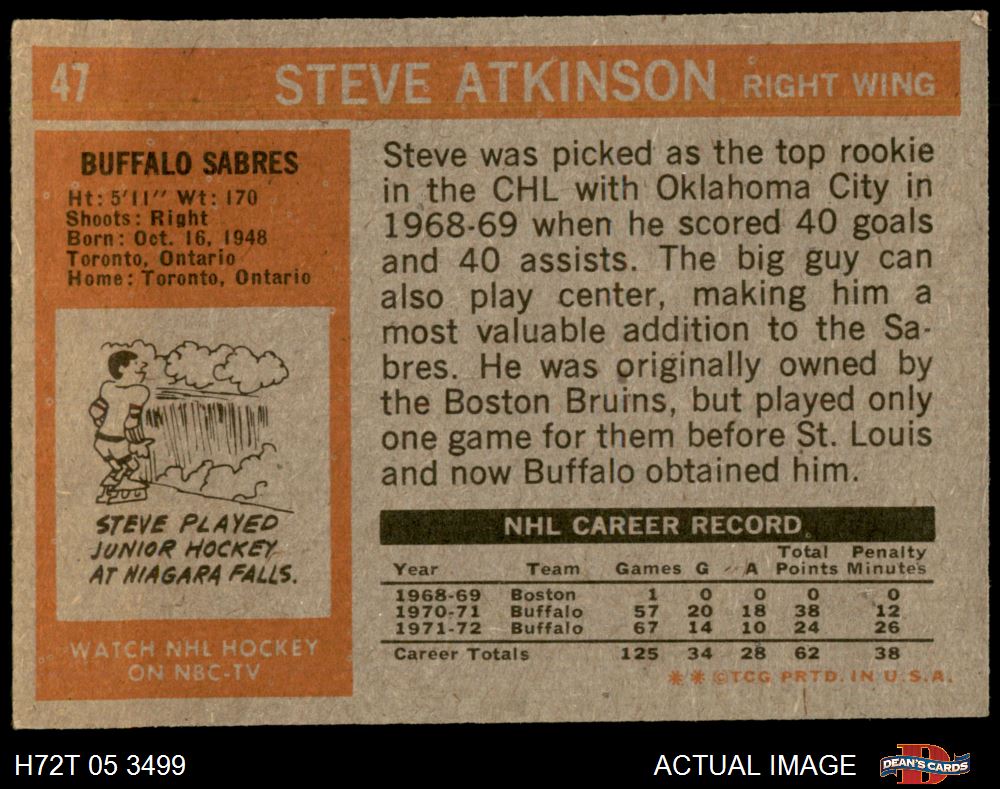 47 STEVE ATKINSON RIGHT WING
BUFFALO SABRES
Ht: 5'11" Wt: 170
Shoots: Right
Born: Oct. 16, 1948
Toronto, Ontario
Home: Toronto, Ontario
STEVE PLAYED
JUNIOR HOCKEY
AT NIAGARA FALLS.
WATCH NHL HOCKEY
ON NBC-TV
Steve was picked as the top rookie
in the CHL with Oklahoma City in
1968-69 when he scored 40 goals
and 40 assists. The big guy can
also play center, making him a
most valuable addition to the Sa-
bres. He was originally owned by
the Boston Bruins, but played only
one game for them before St. Louis
and now Buffalo obtained him.
NHL CAREER RECORD
Total Penalty
Year Team Games G A Points Minutes
1968-69 Boston 1 0 0 0 0
1970-71 Buffalo 57 20 18 38 12
1971-72 Buffalo 67 14 10 24 26
Career Totals 125 34 28 62 38
** ©TCG PRTD. IN U.S.A.
H72T 05 3499 ACTUAL IMAGE DEAN'S CARDS